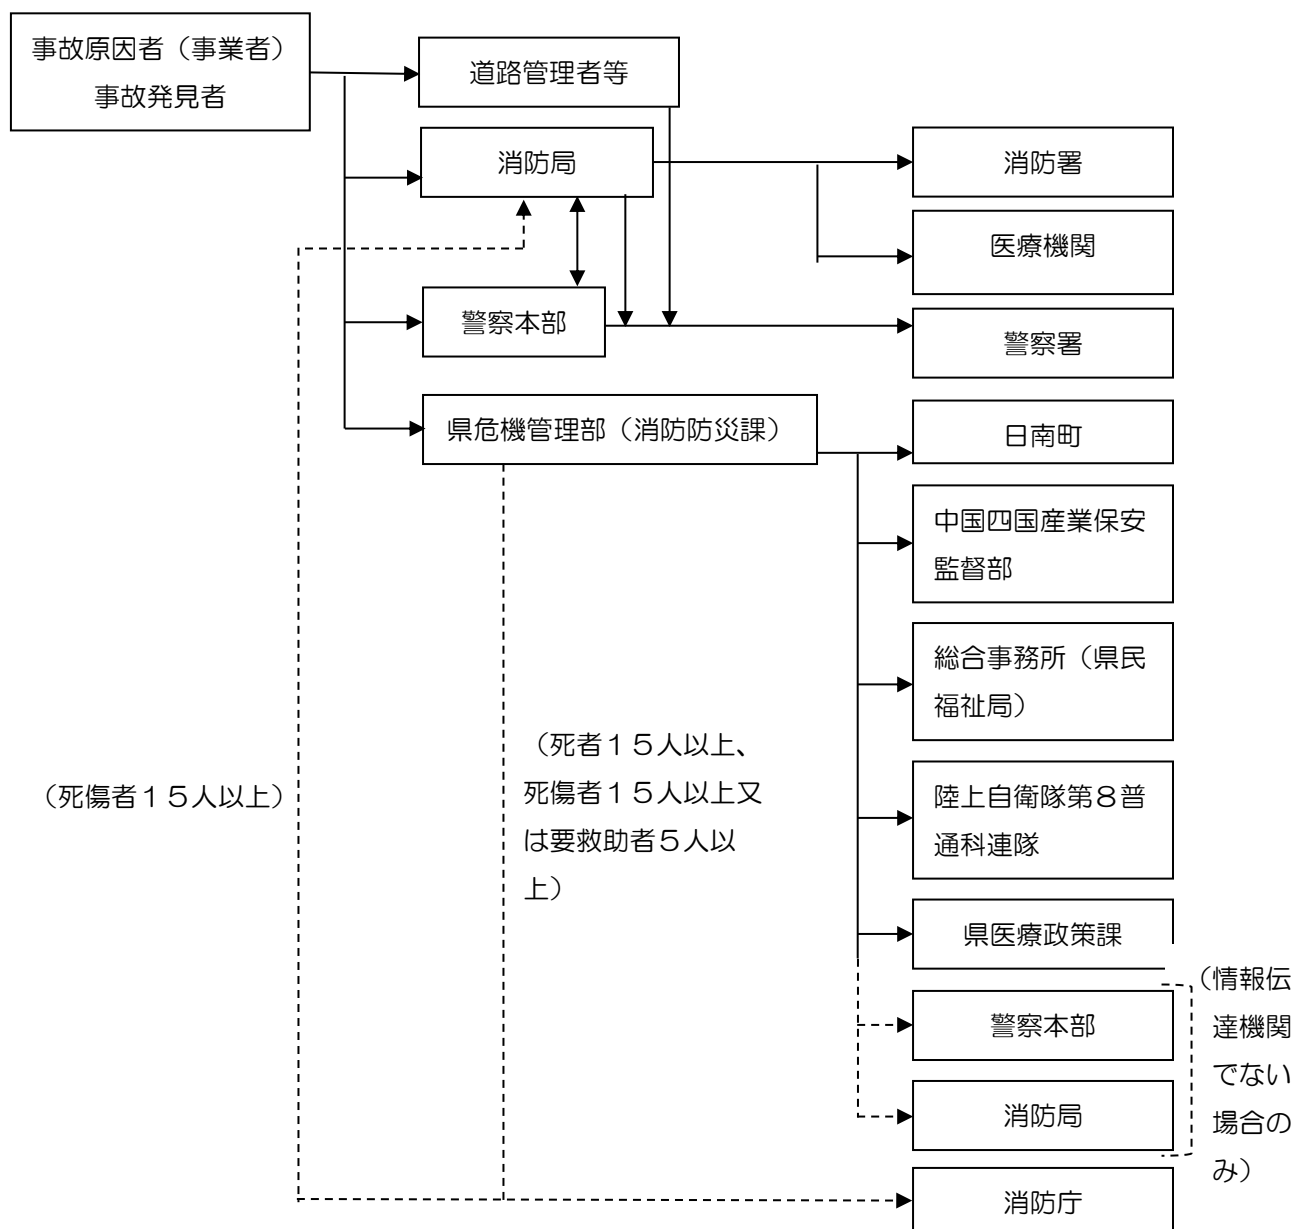 事故原因者（事業者）
事故発見者
道路管理者等
消防局
消防署
医療機関
警察本部
警察署
県危機管理部（消防防災課）
日南町
中国四国産業保安
監督部
総合事務所（県民
福祉局）
（死者１５人以上、
死傷者１５人以上又
は要救助者５人以
上）
（死傷者１５人以上）
陸上自衛隊第８普
通科連隊
県医療政策課
（情報伝
達機関
でない
場合の
み）
警察本部
消防局
消防庁